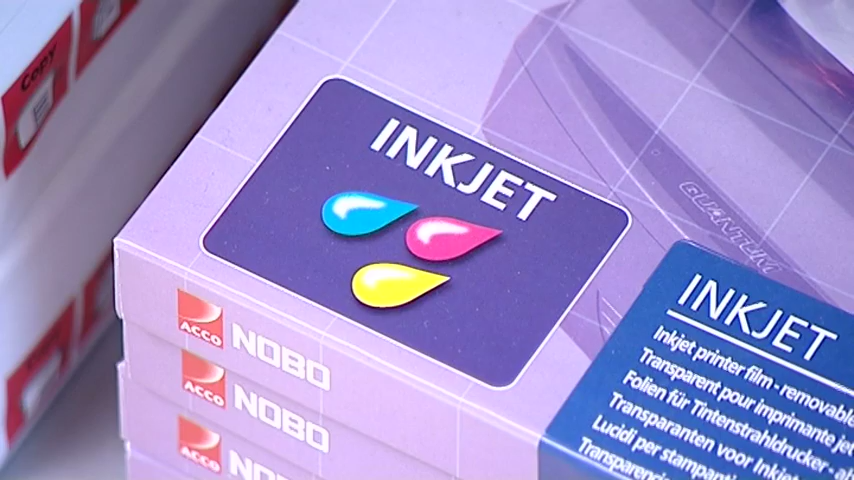 Copy
INKJET
QUANTUM
INKJET
Inkjet printer film - removable
Transparent pour imprimante jet
Folien für Tintenstrahldrucker - ab
Transparanten voor Inkjet
Lucidi per stampanti
ACCO NOBO
ACCO NOBO
ACCO NOBO